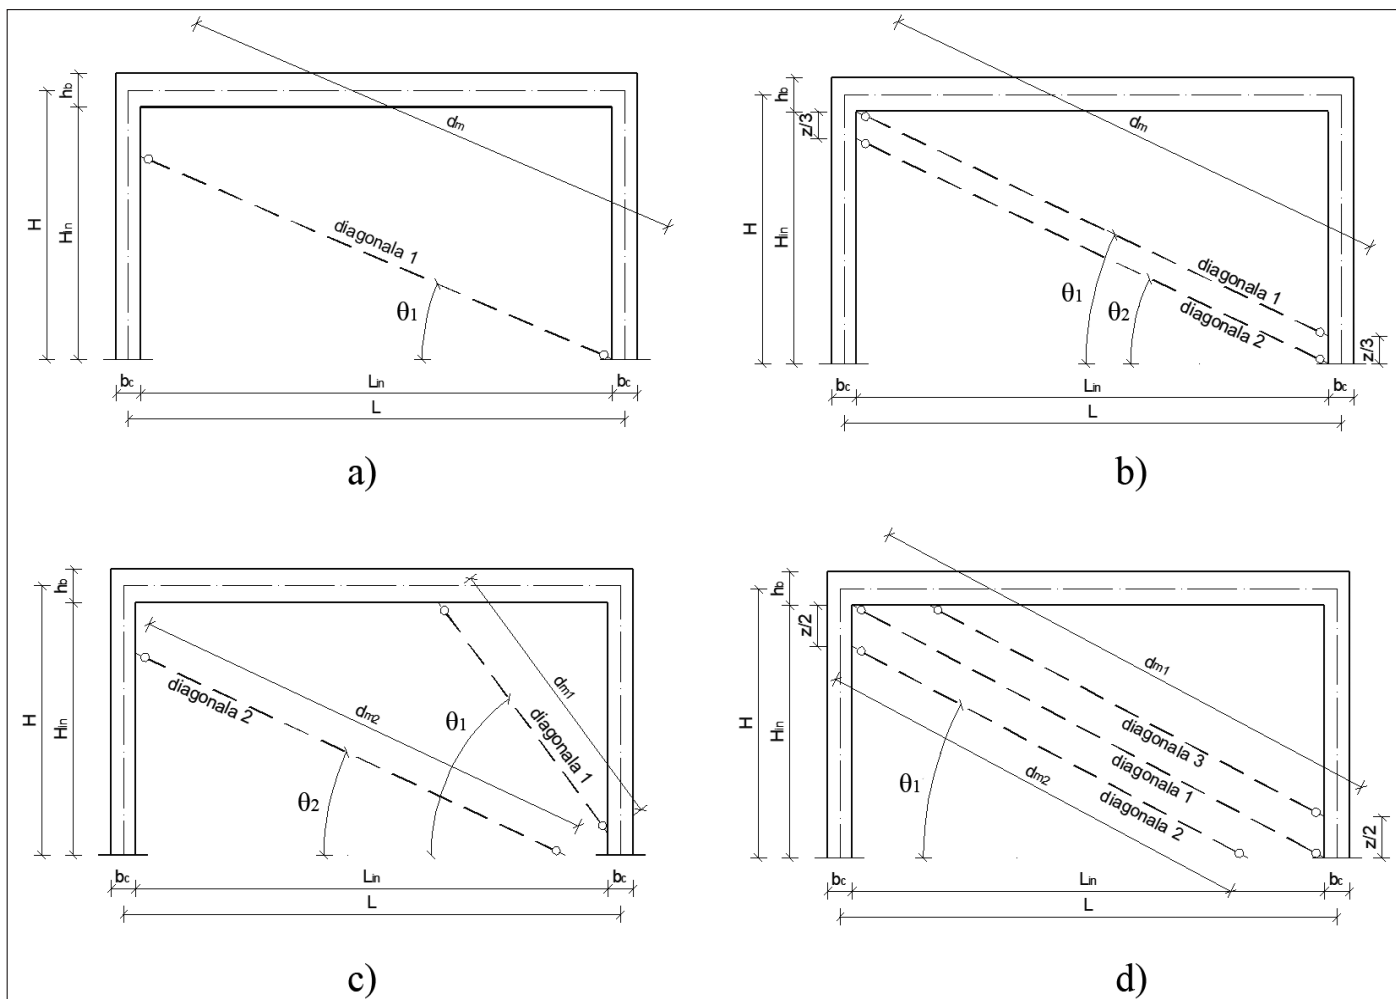 hb
H
Hin
dm
diagonala 1
θ1
bc
Lin
bc
L
a)
hb
z/3
H
Hin
dm
diagonala 1
diagonala 2
θ1
θ2
z/3
bc
Lin
bc
L
b)
hb
H
Hin
diagonala 2
dm2
dm1
diagonala 1
θ1
θ2
bc
Lin
bc
L
c)
hb
z/2
H
Hin
dm1
diagonala 3
diagonala 1
dm2
diagonala 2
θ1
z/2
bc
Lin
bc
L
d)